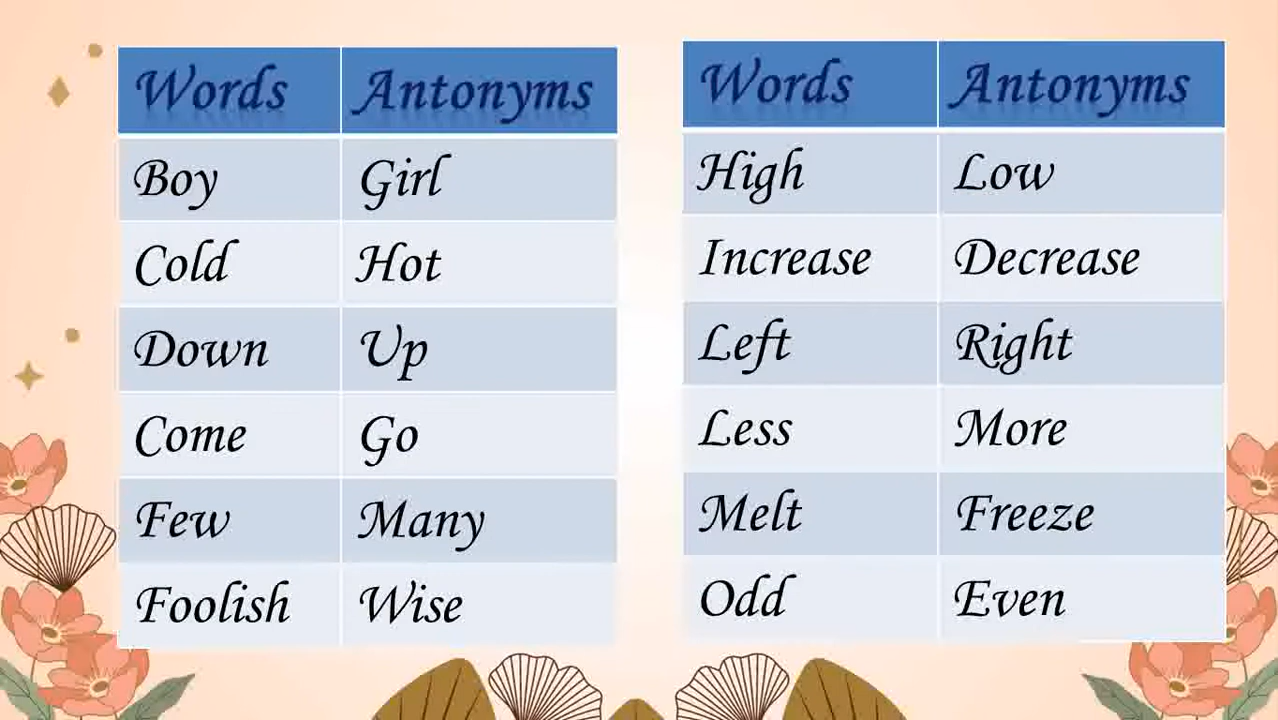 Words Antonyms
Boy Girl
Cold Hot
Down Up
Come Go
Few Many
Foolish Wise
Words Antonyms
High Low
Increase Decrease
Left Right
Less More
Melt Freeze
Odd Even